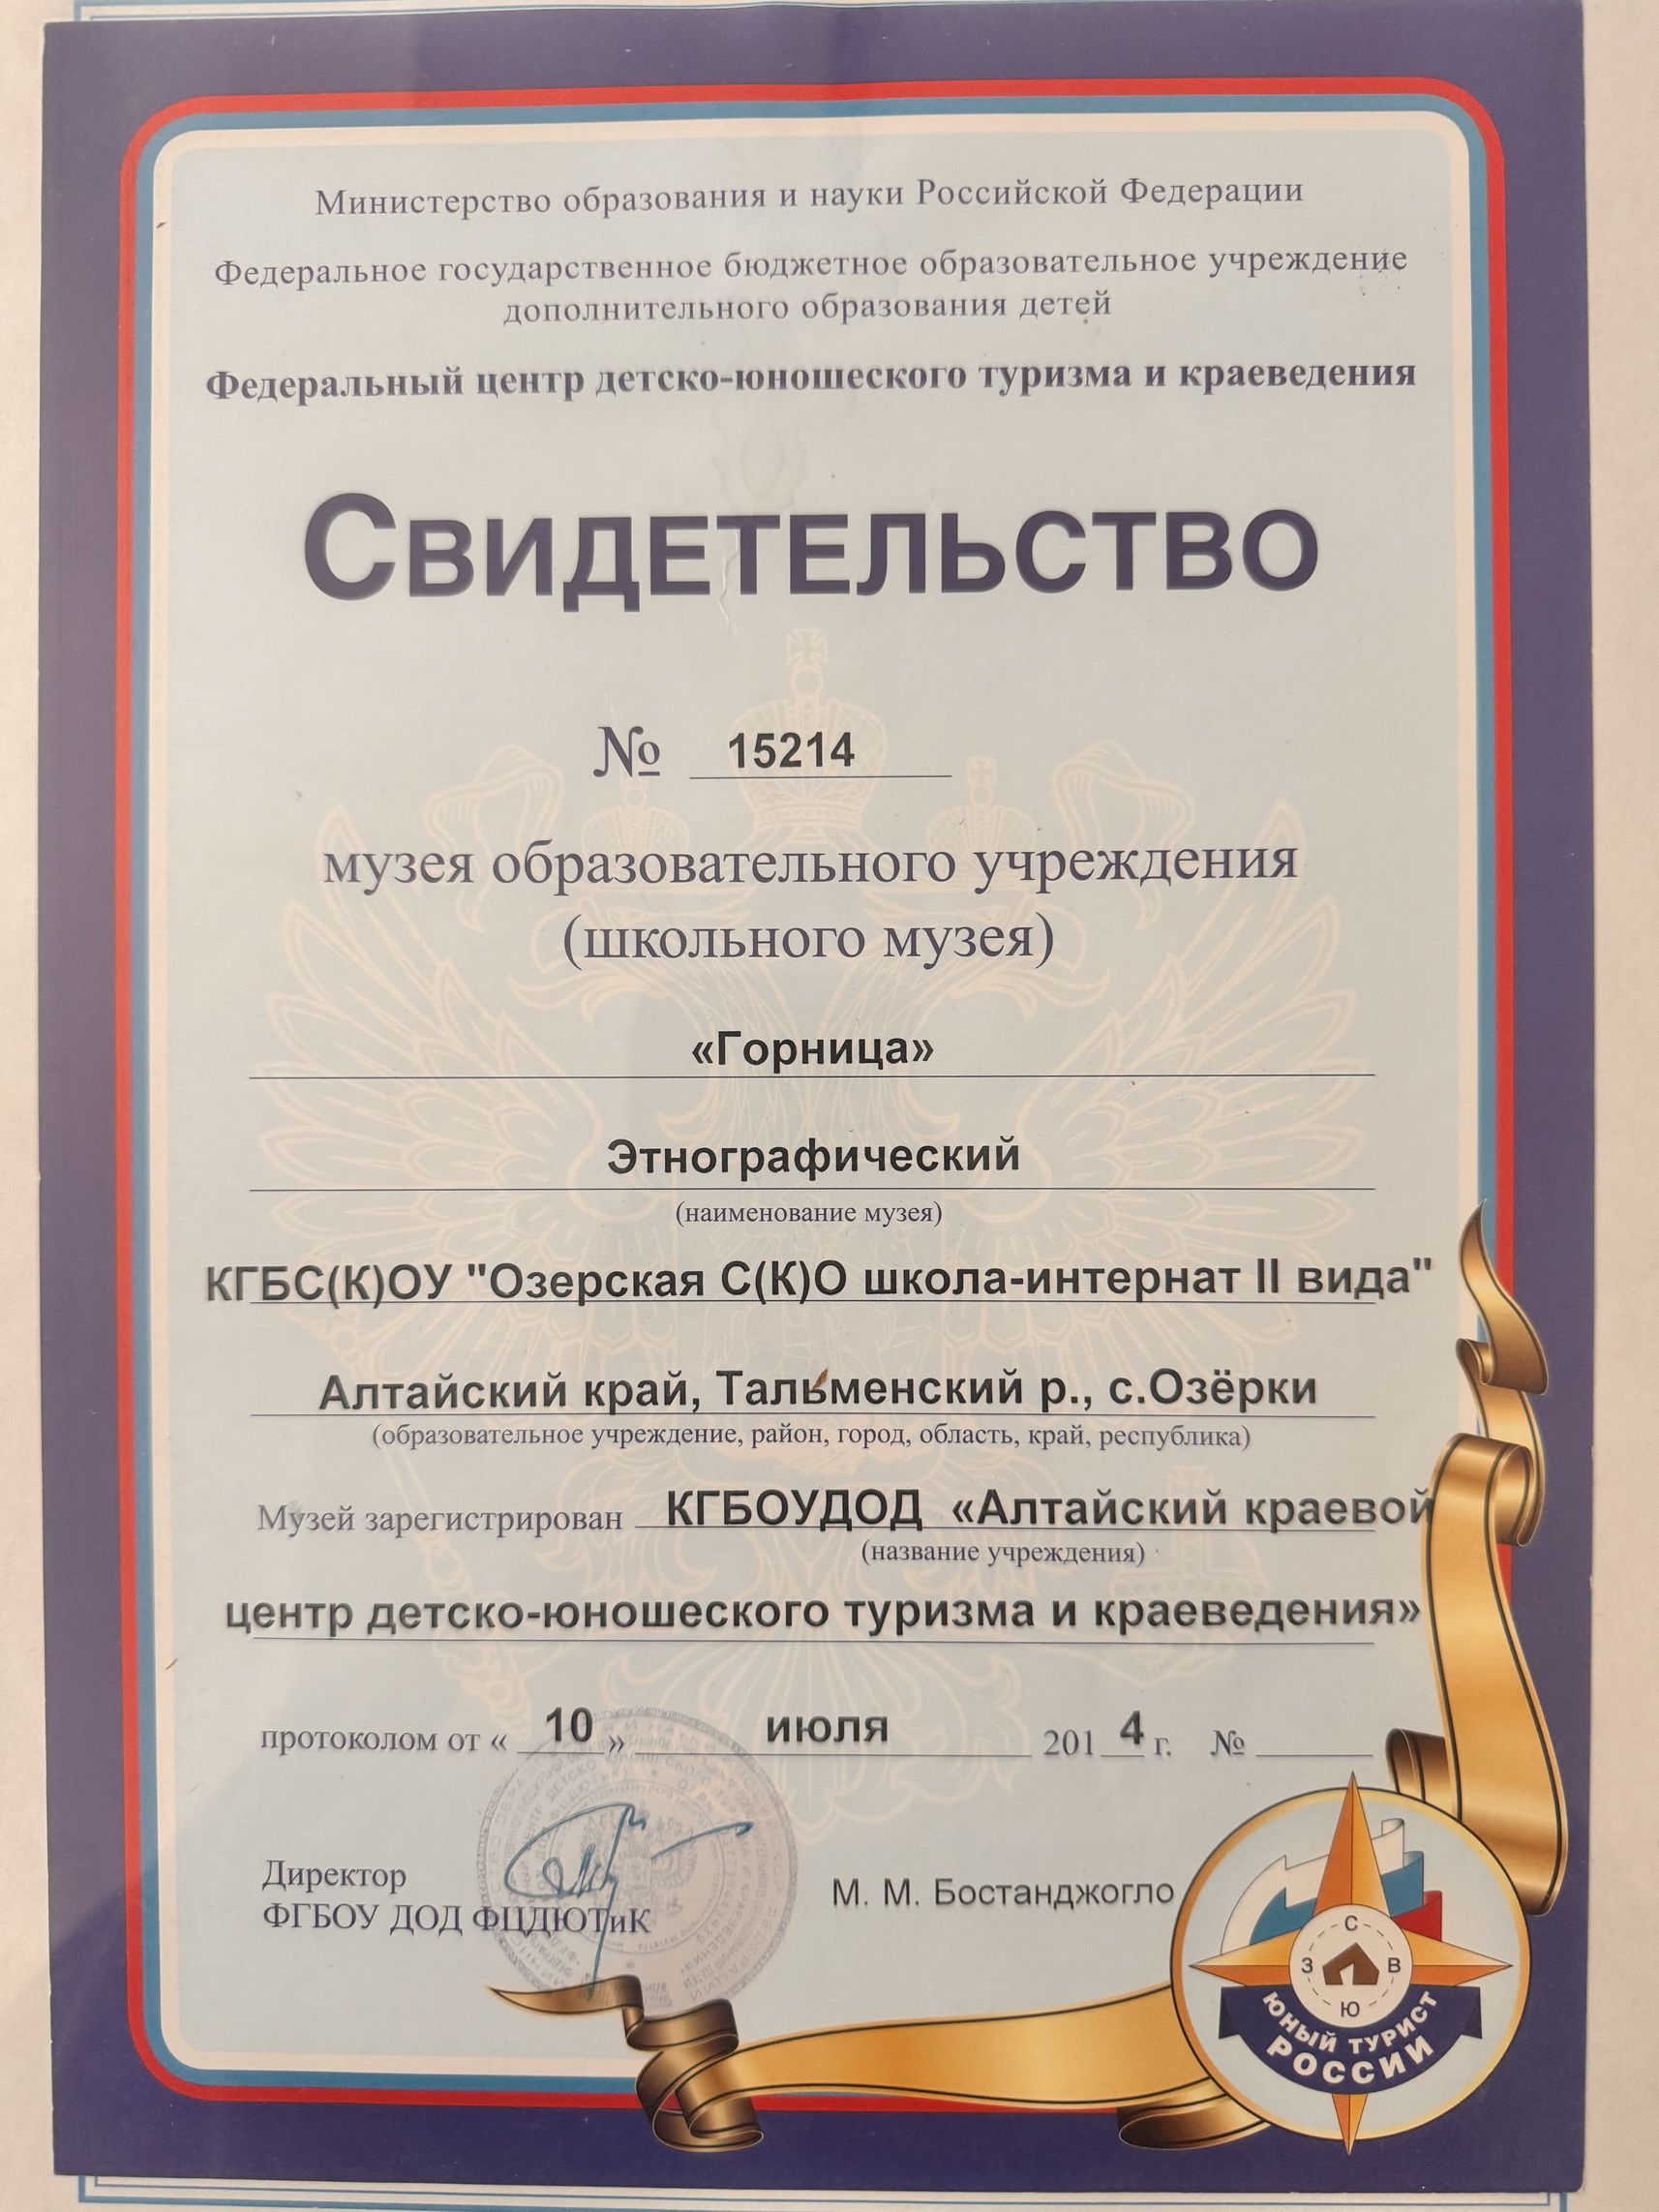 Министерство образования и науки Российской Федерации
Федеральное государственное бюджетное образовательное учреждение
дополнительного образования детей
Федеральный центр детско-юношеского туризма и краеведения
Свидетельство
№ 15214
музея образовательного учреждения
(школьного музея)
«Горница»
Этнографический
(наименование музея)
КГБС(К)ОУ "Озерская С(К)О школа-интернат II вида"
Алтайский край, Тальменский р., с.Озёрки
(образовательное учреждение, район, город, область, край, республика)
Музей зарегистрирован КГБОУДОД «Алтайский краевой
(название учреждения)
центр детско-юношеского туризма и краеведения»
протоколом от « 10 » июля 2014 г. №
Директор
ФГБОУ ДОД ФЦДЮТиК
М. М. Бостанджогло
С
З В
Ю
ЮНЫЙ ТУРИСТ
РОССИИ